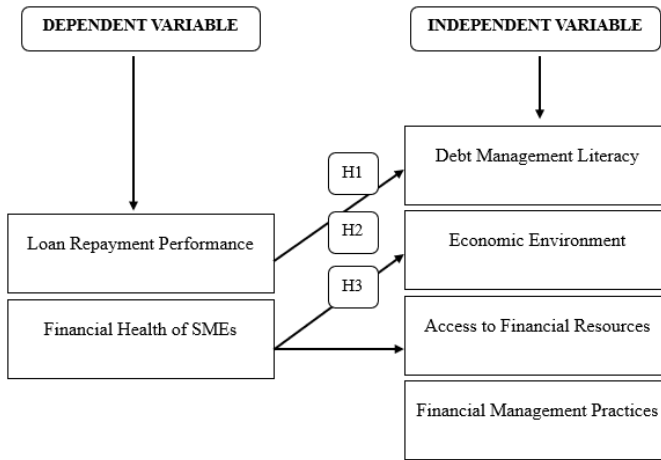 DEPENDENT VARIABLE
INDEPENDENT VARIABLE
Debt Management Literacy
H1
Loan Repayment Performance
H2
Economic Environment
H3
Financial Health of SMEs
Access to Financial Resources
Financial Management Practices